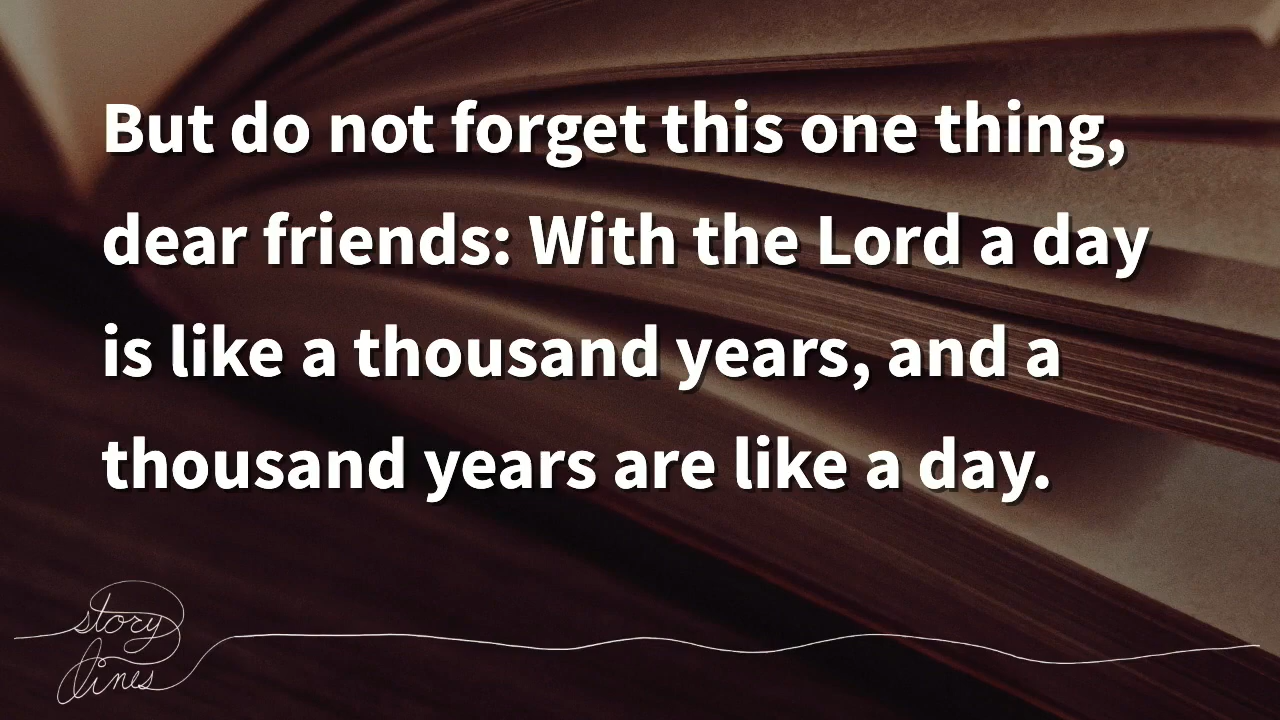 But do not forget this one thing,
dear friends: With the Lord a day
is like a thousand years, and a
thousand years are like a day.
story
lines